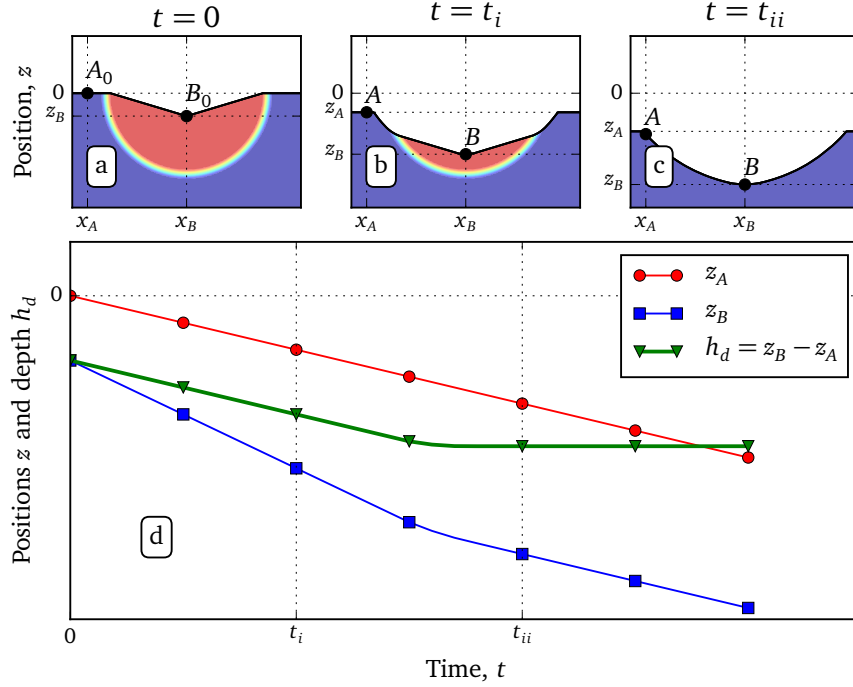 t = 0
t = t_i
t = t_ii
Position, z
0
z_B
A_0
B_0
a
x_A
x_B
0
z_A
z_B
A
B
b
x_A
x_B
0
z_A
z_B
A
B
c
x_A
x_B
Positions z and depth h_d
0
z_A
z_B
h_d = z_B − z_A
d
0
t_i
t_ii
Time, t